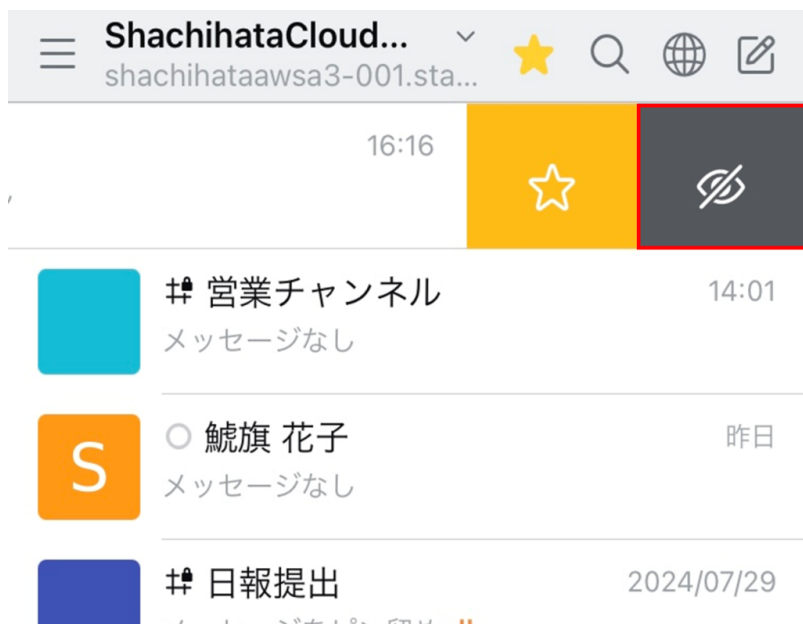 ShachihataCloud...
shachihataawsa3-001.sta...
16:16
営業チャンネル
14:01
メッセージなし
S
鯱旗 花子
昨日
メッセージなし
日報提出
2024/07/29